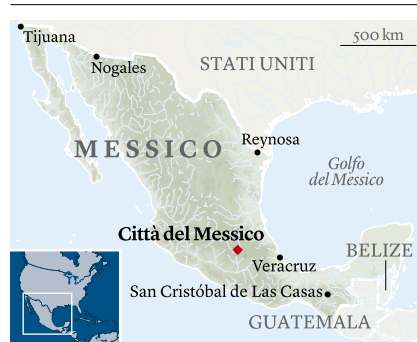 Tijuana
500 km
Nogales
STATI UNITI
Reynosa
MESSICO
Golfo
del Messico
Città del Messico
Veracruz
BELIZE
San Cristóbal de Las Casas
GUATEMALA